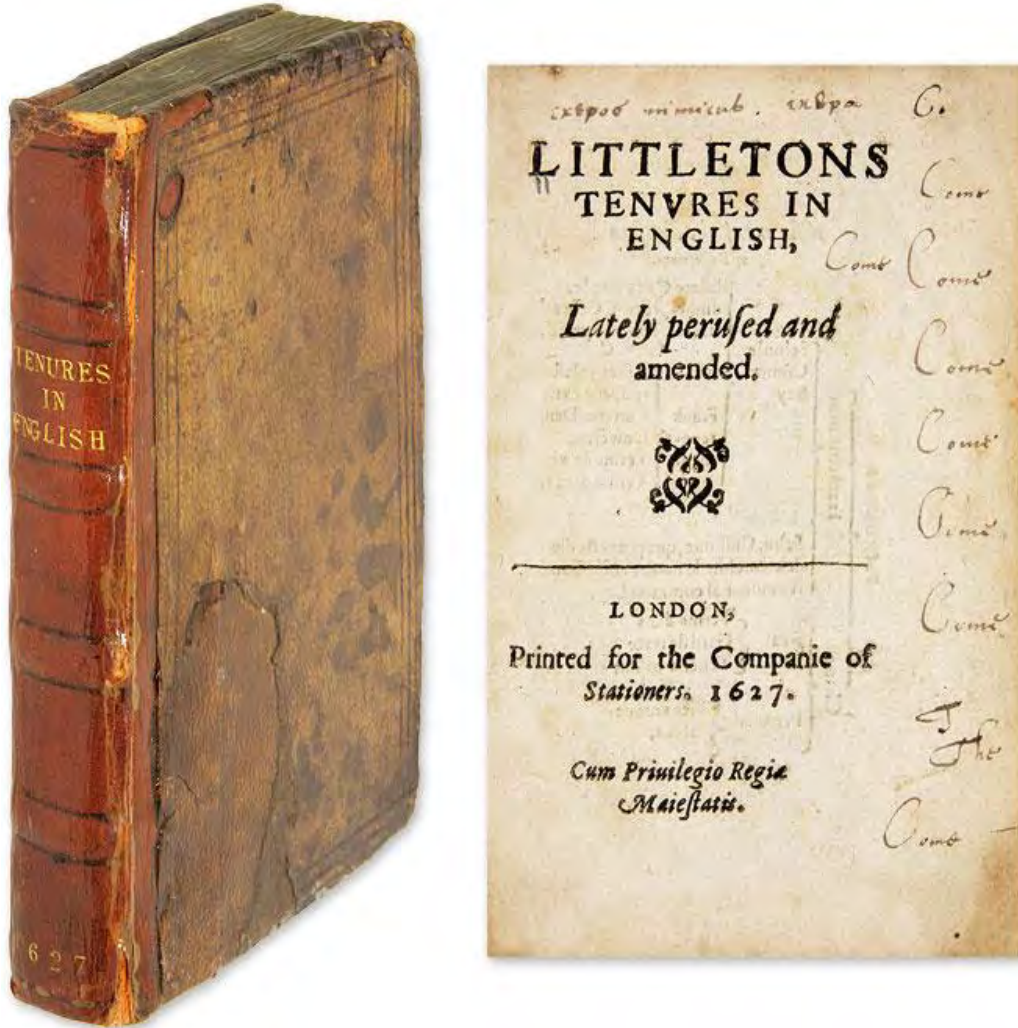 TENURES
IN
ENGLISH
627
C.
LITTLETONS
TENVRES IN
ENGLISH,
Come
Come Come
Lately peruſed and
amended.
Come
Come
Come
Come
LONDON,
Printed for the Companie of
Stationers. 1627.
T
The
Cum Priuilegio Regiæ
Maieſtatis.
Come